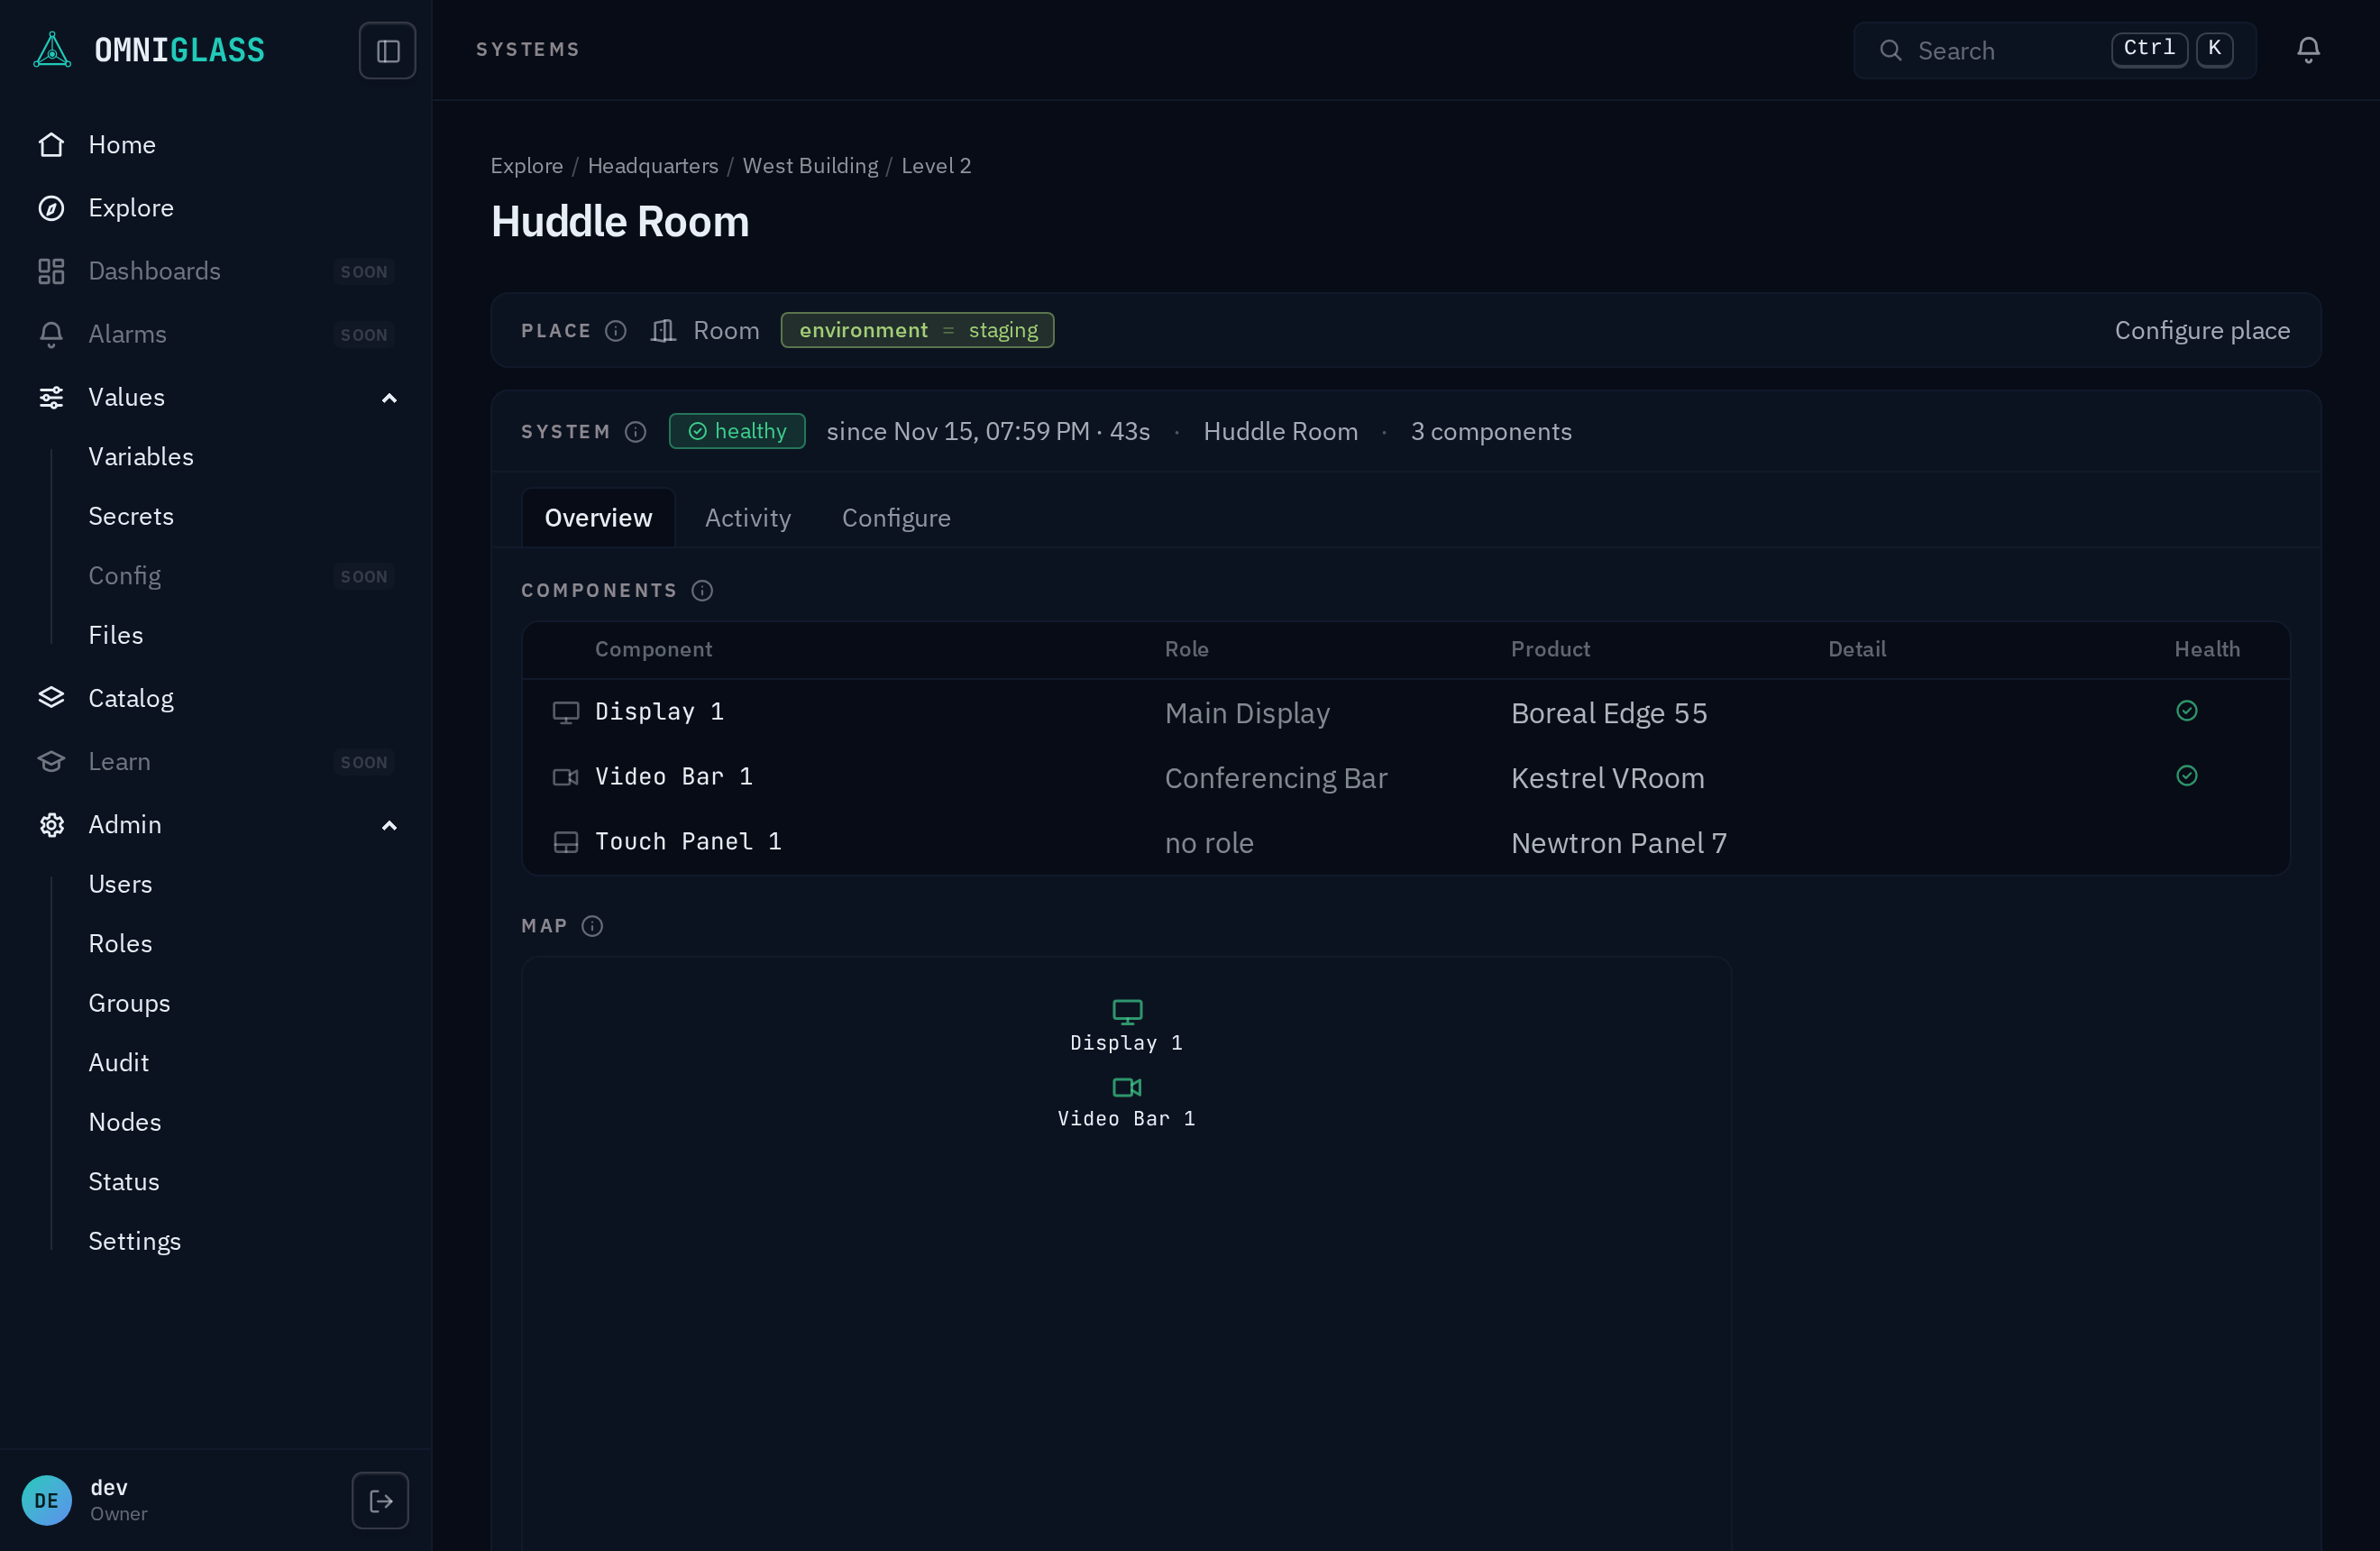 OMNIGLASS
SYSTEMS
Search
Ctrl K
Home
Explore
Dashboards SOON
Alarms SOON
Values
Variables
Secrets
Config SOON
Files
Catalog
Learn SOON
Admin
Users
Roles
Groups
Audit
Nodes
Status
Settings
DE
dev
Owner
Explore / Headquarters / West Building / Level 2
Huddle Room
PLACE Room environment = staging Configure place
SYSTEM healthy since Nov 15, 07:59 PM · 43s · Huddle Room · 3 components
Overview Activity Configure
COMPONENTS
Component Role Product Detail Health
Display 1 Main Display Boreal Edge 55
Video Bar 1 Conferencing Bar Kestrel VRoom
Touch Panel 1 no role Newtron Panel 7
MAP
Display 1
Video Bar 1